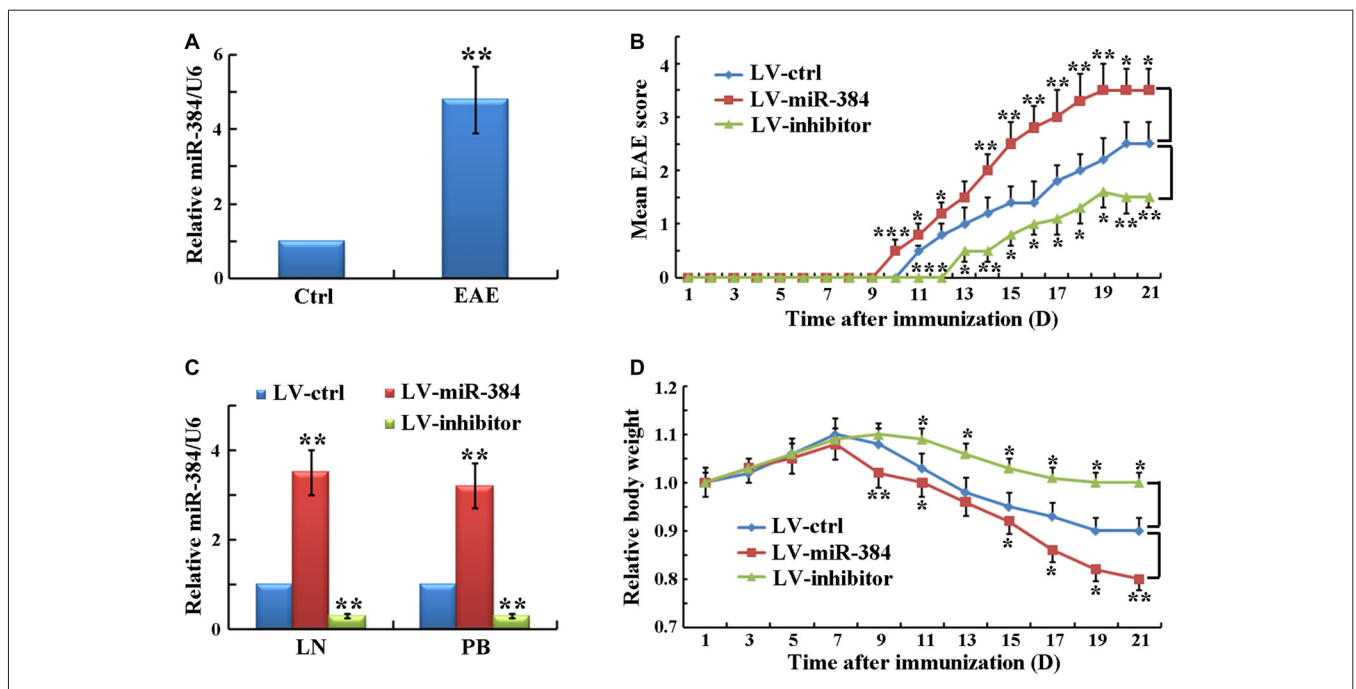 A
Relative miR-384/U6
6
4
2
0
**
Ctrl
EAE
B
Mean EAE score
4
3
2
1
0
LV-ctrl
LV-miR-384
LV-inhibitor
*** * * ** ** ** ** ** ** * *
*** * ** * * * * * ** **
1 3 5 7 9 11 13 15 17 19 21
Time after immunization (D)
C
LV-ctrl
LV-miR-384
LV-inhibitor
Relative miR-384/U6
4
2
0
** **
** **
LN
PB
D
Relative body weight
1.2
1.1
1.0
0.9
0.8
0.7
* * * * * *
** * * * * **
LV-ctrl
LV-miR-384
LV-inhibitor
1 3 5 7 9 11 13 15 17 19 21
Time after immunization (D)